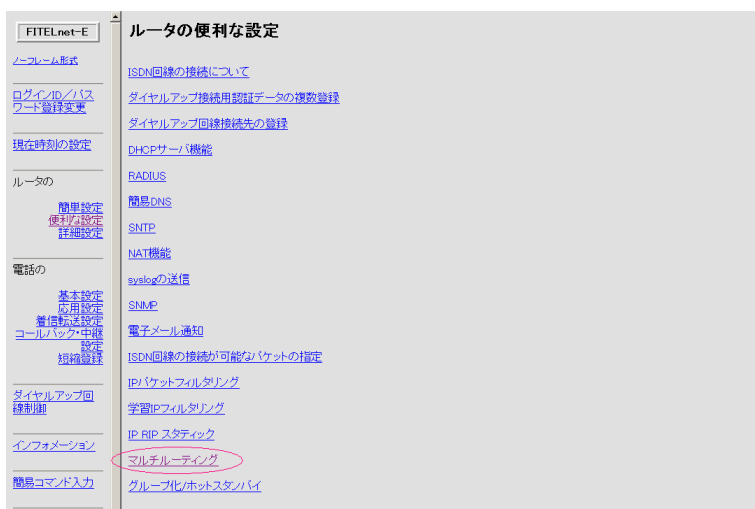 FITELnet-E
ノーフレーム形式
ログインID／パス
ワード登録変更
現在時刻の設定
ルータの
簡単設定
便利な設定
詳細設定
電話の
基本設定
応用設定
着信転送設定
コールバック・中継
設定
短縮登録
ダイヤルアップ回
線制御
インフォメーション
簡易コマンド入力
ルータの便利な設定
ISDN回線の接続について
ダイヤルアップ接続用認証データの複数登録
ダイヤルアップ回線接続先の登録
DHCPサーバ機能
RADIUS
簡易DNS
SNTP
NAT機能
syslogの送信
SNMP
電子メール通知
ISDN回線の接続が可能なパケットの指定
IPパケットフィルタリング
学習IPフィルタリング
IP RIP スタティック
マルチルーティング
グループ化/ホットスタンバイ